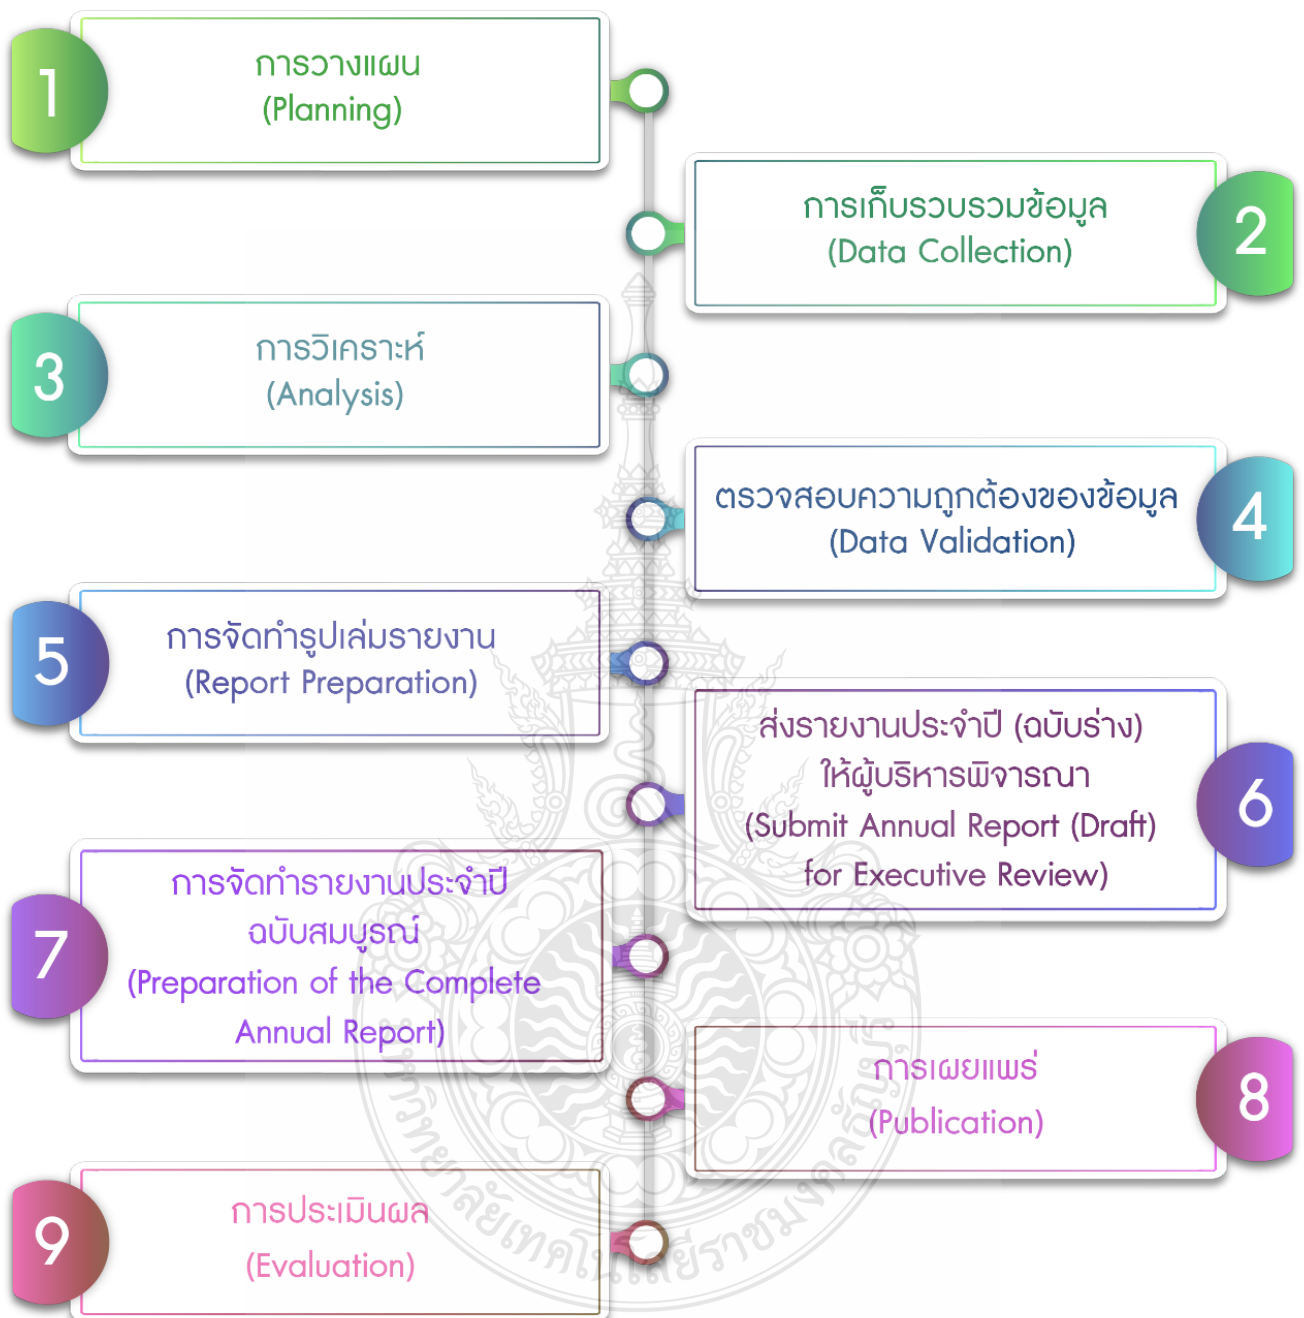 1
การวางแผน
(Planning)
2
การเก็บรวบรวมข้อมูล
(Data Collection)
3
การวิเคราะห์
(Analysis)
4
ตรวจสอบความถูกต้องของข้อมูล
(Data Validation)
5
การจัดทำรูปเล่มรายงาน
(Report Preparation)
6
ส่งรายงานประจำปี (ฉบับร่าง)
ให้ผู้บริหารพิจารณา
(Submit Annual Report (Draft)
for Executive Review)
7
การจัดทำรายงานประจำปี
ฉบับสมบูรณ์
(Preparation of the Complete
Annual Report)
8
การเผยแพร่
(Publication)
9
การประเมินผล
(Evaluation)